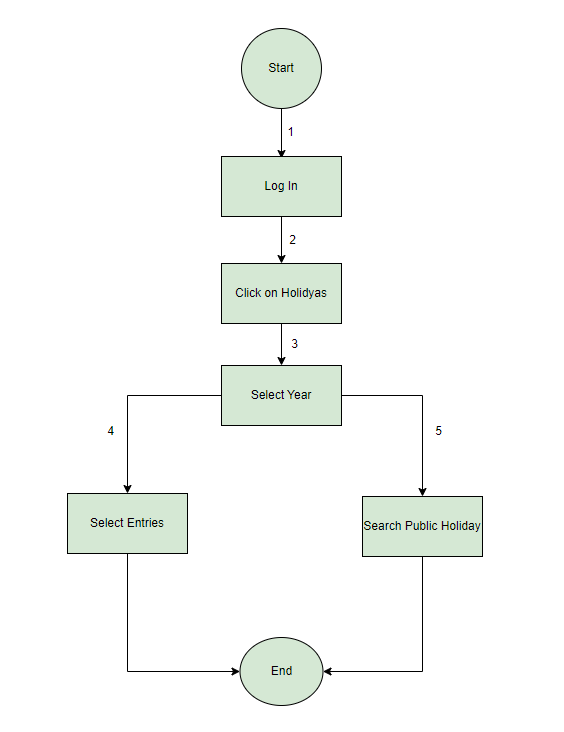 Start
1
Log In
2
Click on Holidyas
3
Select Year
4
5
Select Entries
Search Public Holiday
End